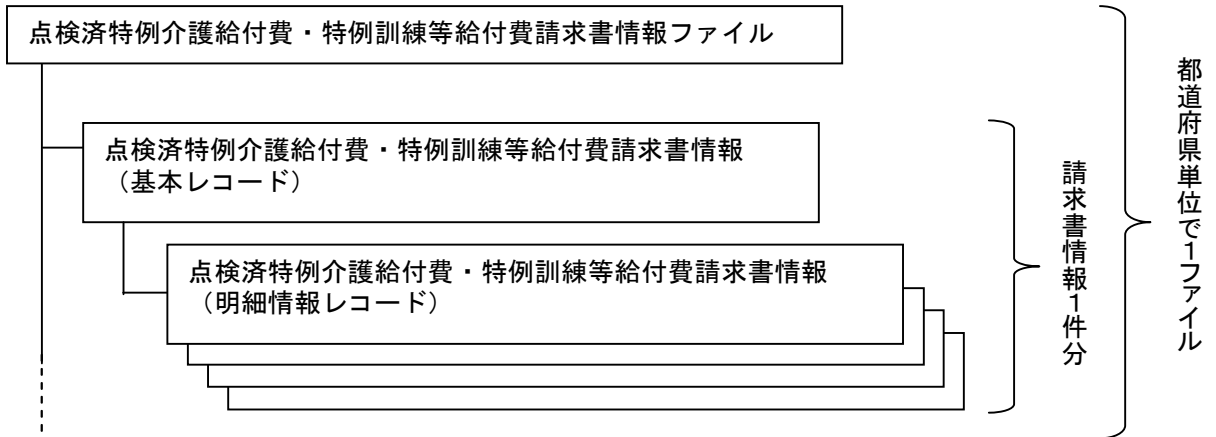 点検済特例介護給付費・特例訓練等給付費請求書情報ファイル
点検済特例介護給付費・特例訓練等給付費請求書情報
（基本レコード）
点検済特例介護給付費・特例訓練等給付費請求書情報
（明細情報レコード）
請求書情報１件分
都道府県単位で１ファイル